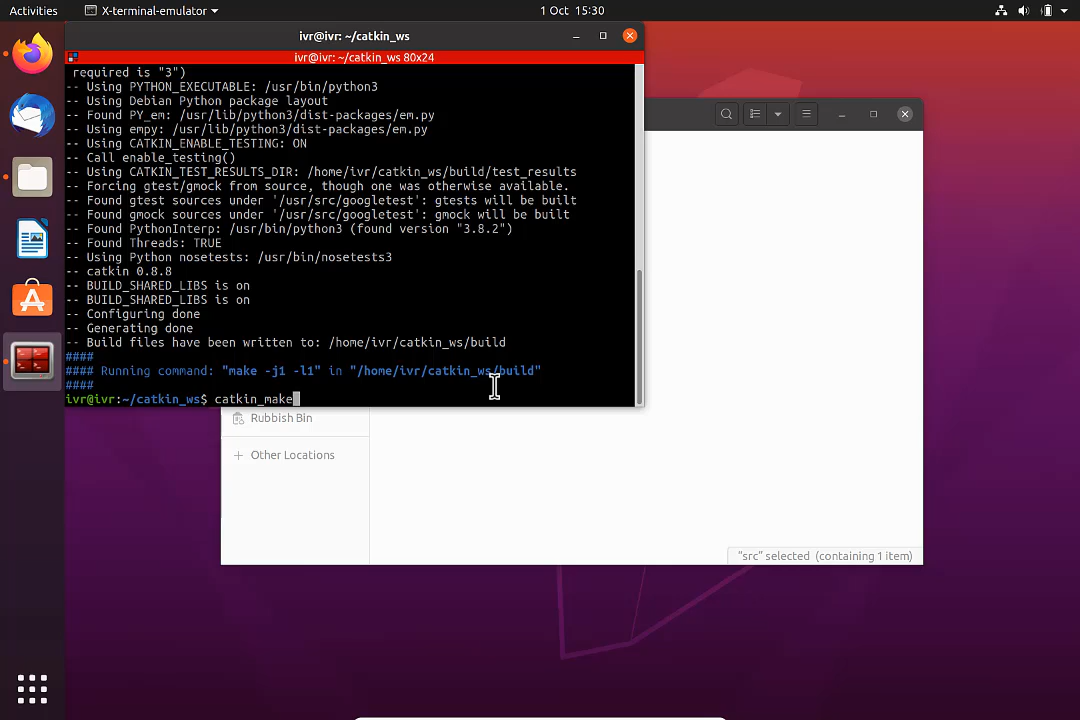 Activities
X-terminal-emulator
1 Oct 15:30
ivr@ivr: ~/catkin_ws
ivr@ivr: ~/catkin_ws 80x24
required is "3")
-- Using PYTHON_EXECUTABLE: /usr/bin/python3
-- Using Debian Python package layout
-- Found PY_em: /usr/lib/python3/dist-packages/em.py
-- Using empy: /usr/lib/python3/dist-packages/em.py
-- Using CATKIN_ENABLE_TESTING: ON
-- Call enable_testing()
-- Using CATKIN_TEST_RESULTS_DIR: /home/ivr/catkin_ws/build/test_results
-- Forcing gtest/gmock from source, though one was otherwise available.
-- Found gtest sources under '/usr/src/googletest': gtests will be built
-- Found gmock sources under '/usr/src/googletest': gmock will be built
-- Found PythonInterp: /usr/bin/python3 (found version "3.8.2")
-- Found Threads: TRUE
-- Using Python nosetests: /usr/bin/nosetests3
-- catkin 0.8.8
-- BUILD_SHARED_LIBS is on
-- BUILD_SHARED_LIBS is on
-- Configuring done
-- Generating done
-- Build files have been written to: /home/ivr/catkin_ws/build
####
#### Running command: "make -j1 -l1" in "/home/ivr/catkin_ws/build"
####
ivr@ivr:~/catkin_ws$ catkin_make
Rubbish Bin
+ Other Locations
"src" selected (containing 1 item)